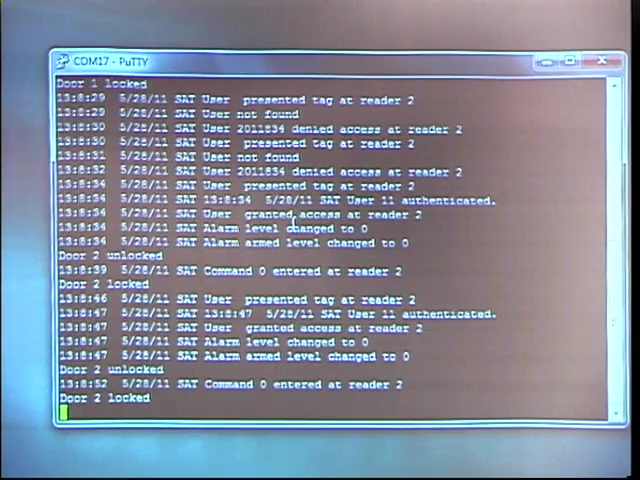 COM17 - PuTTY
Door 1 locked
13:8:29 5/28/11 SAT User presented tag at reader 2
13:8:29 5/28/11 SAT User not found
13:8:30 5/28/11 SAT User 2011834 denied access at reader 2
13:8:30 5/28/11 SAT User presented tag at reader 2
13:8:31 5/28/11 SAT User not found
13:8:32 5/28/11 SAT User 2011834 denied access at reader 2
13:8:34 5/28/11 SAT User presented tag at reader 2
13:8:34 5/28/11 SAT 13:8:34 5/28/11 SAT User 11 authenticated.
13:8:34 5/28/11 SAT User granted access at reader 2
13:8:34 5/28/11 SAT Alarm level changed to 0
13:8:34 5/28/11 SAT Alarm armed level changed to 0
Door 2 unlocked
13:8:39 5/28/11 SAT Command 0 entered at reader 2
Door 2 locked
13:8:46 5/28/11 SAT User presented tag at reader 2
13:8:47 5/28/11 SAT 13:8:47 5/28/11 SAT User 11 authenticated.
13:8:47 5/28/11 SAT User granted access at reader 2
13:8:47 5/28/11 SAT Alarm level changed to 0
13:8:47 5/28/11 SAT Alarm armed level changed to 0
Door 2 unlocked
13:8:52 5/28/11 SAT Command 0 entered at reader 2
Door 2 locked